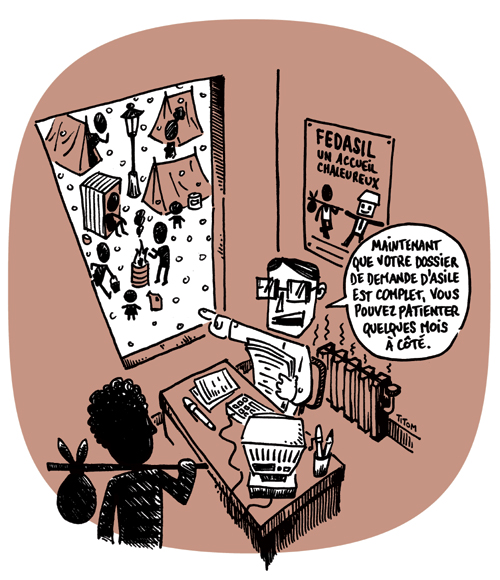 FEDASIL
UN ACCUEIL
CHALEUREUX
MAINTENANT
QUE VOTRE DOSSIER
DE DEMANDE D'ASILE
EST COMPLET, VOUS
POUVEZ PATIENTER
QUELQUES MOIS
À CÔTÉ.
TITOM